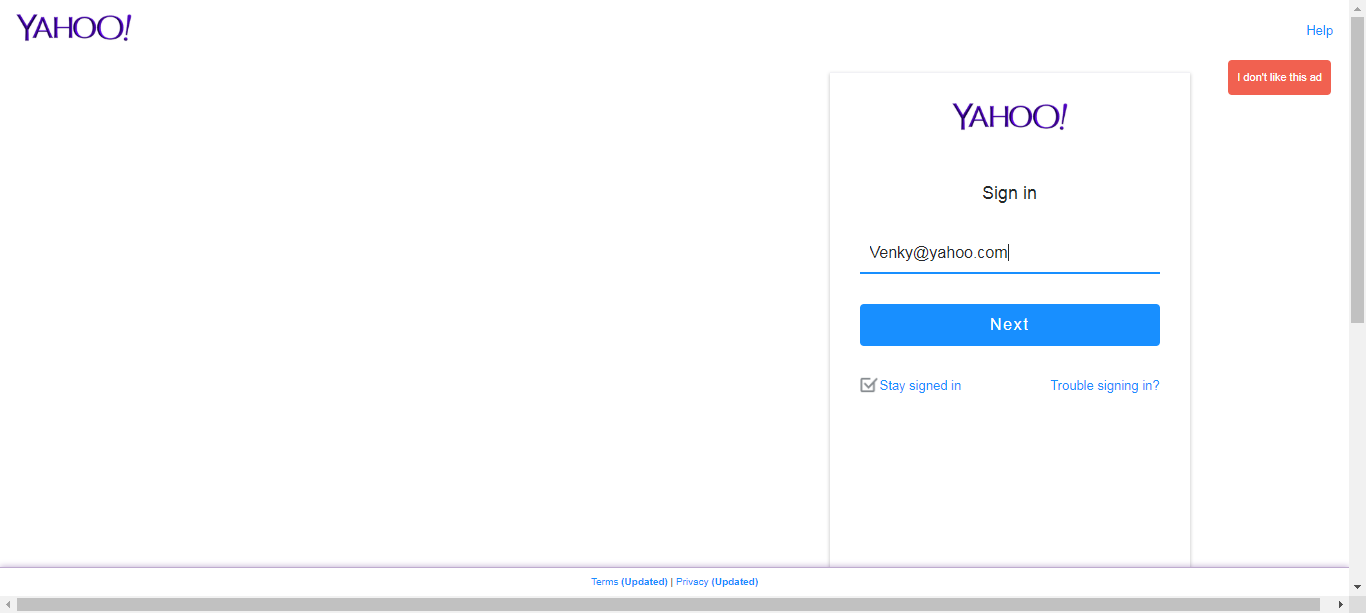 YAHOO!
Help
I don't like this ad
YAHOO!
Sign in
Venky@yahoo.com
Next
Stay signed in
Trouble signing in?
Terms (Updated) | Privacy (Updated)